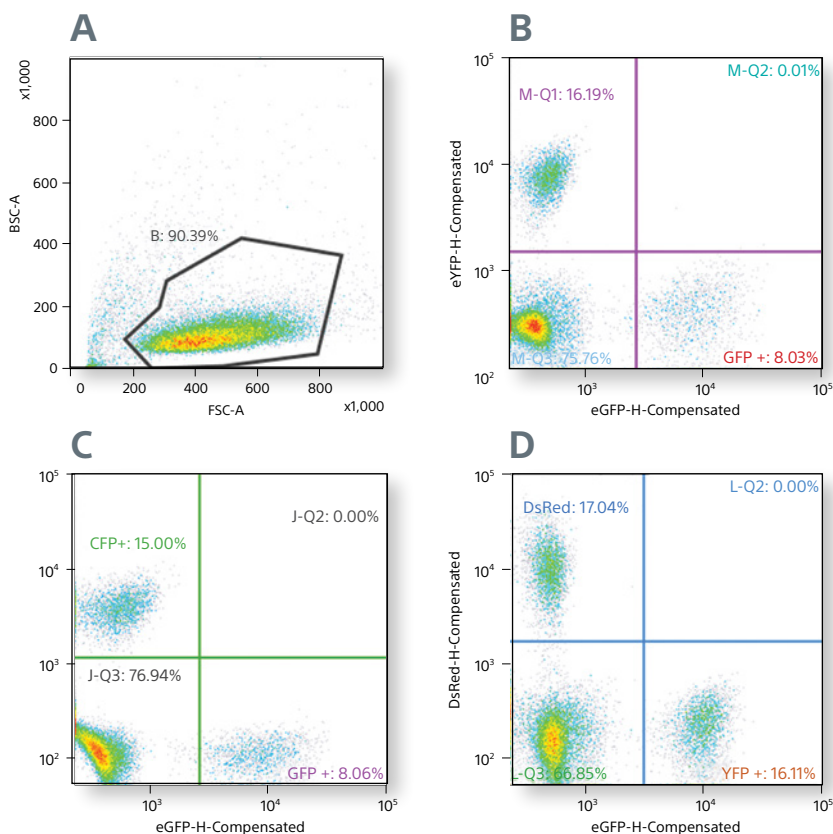 A
x1,000
800
600
400
200
0
BSC-A
B: 90.39%
0 200 400 600 800
x1,000
FSC-A
B
10⁵
10⁴
10³
10²
eYFP-H-Compensated
M-Q1: 16.19%
M-Q2: 0.01%
M-Q3: 75.76%
GFP +: 8.03%
10³ 10⁴ 10⁵
eGFP-H-Compensated
C
10⁵
10⁴
10³
10²
CFP+: 15.00%
J-Q2: 0.00%
J-Q3: 76.94%
GFP +: 8.06%
10³ 10⁴ 10⁵
eGFP-H-Compensated
D
10⁵
10⁴
10³
10²
DsRed-H-Compensated
DsRed: 17.04%
L-Q2: 0.00%
L-Q3: 66.85%
YFP +: 16.11%
10³ 10⁴ 10⁵
eGFP-H-Compensated